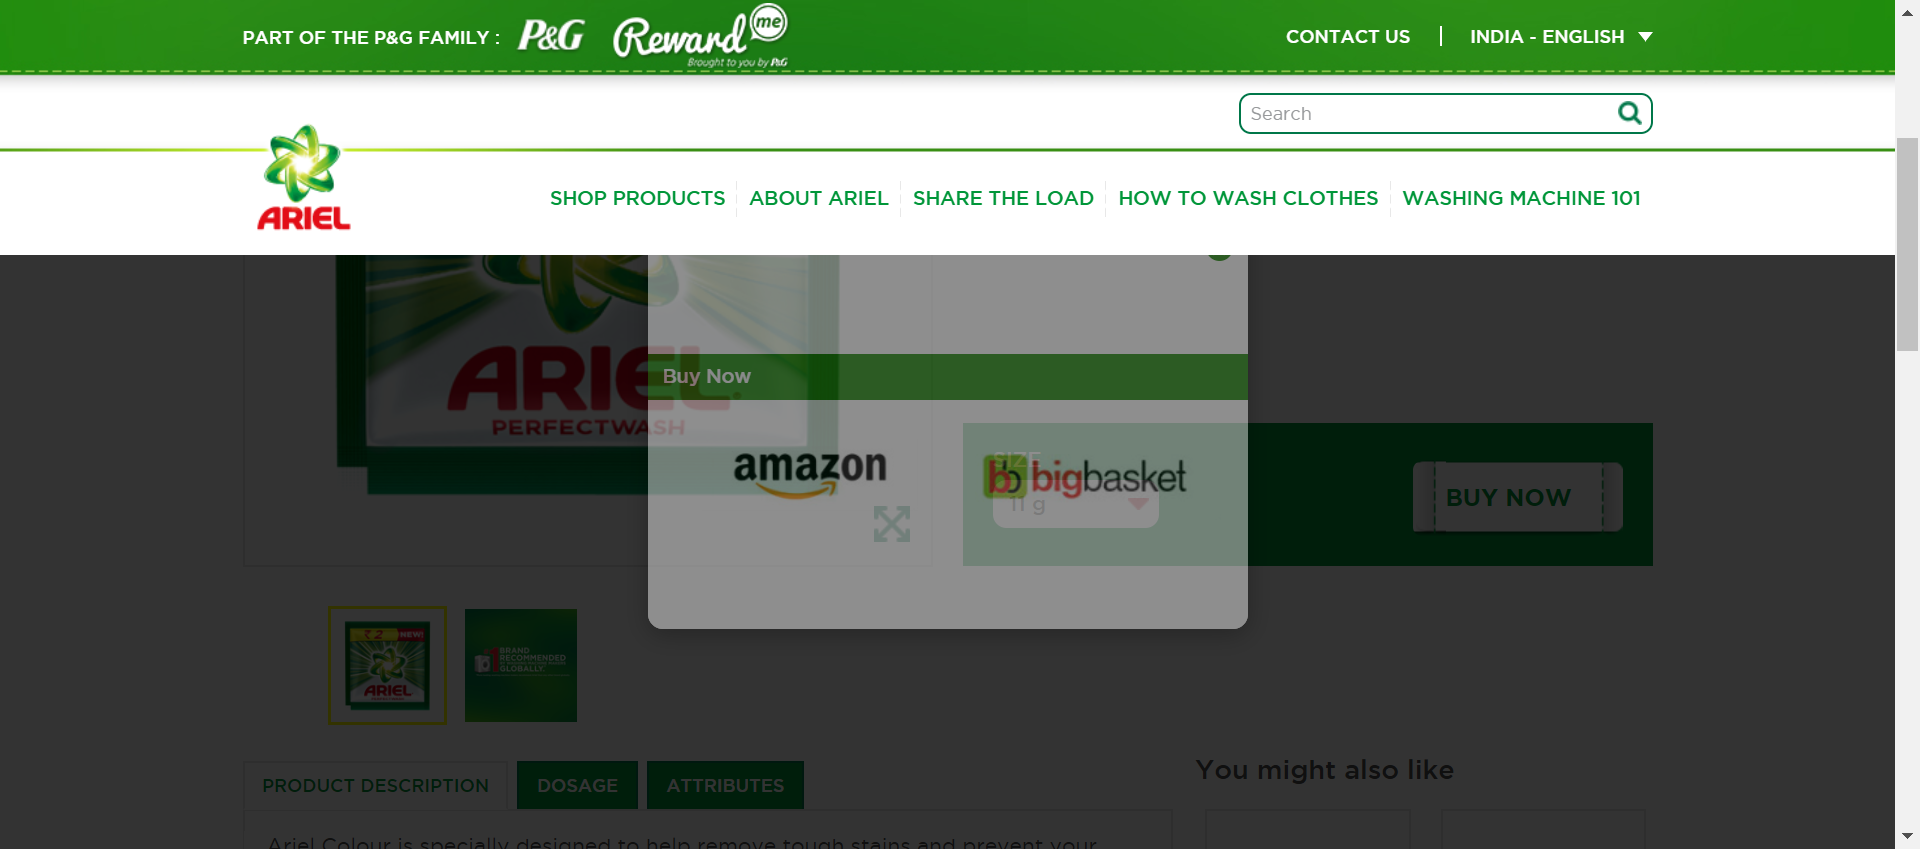 PART OF THE P&G FAMILY :
P&G
Reward me
Brought to you by P&G
CONTACT US
INDIA - ENGLISH
Search
ARIEL
SHOP PRODUCTS
ABOUT ARIEL
SHARE THE LOAD
HOW TO WASH CLOTHES
WASHING MACHINE 101
ARIEL
PERFECTWASH
Buy Now
amazon
bigbasket
SIZE
11 g
BUY NOW
₹ 2
NEW!
ARIEL
BRAND
RECOMMENDED
GLOBALLY.
PRODUCT DESCRIPTION
DOSAGE
ATTRIBUTES
You might also like
Ariel Colour is specially designed to help remove tough stains and prevent your